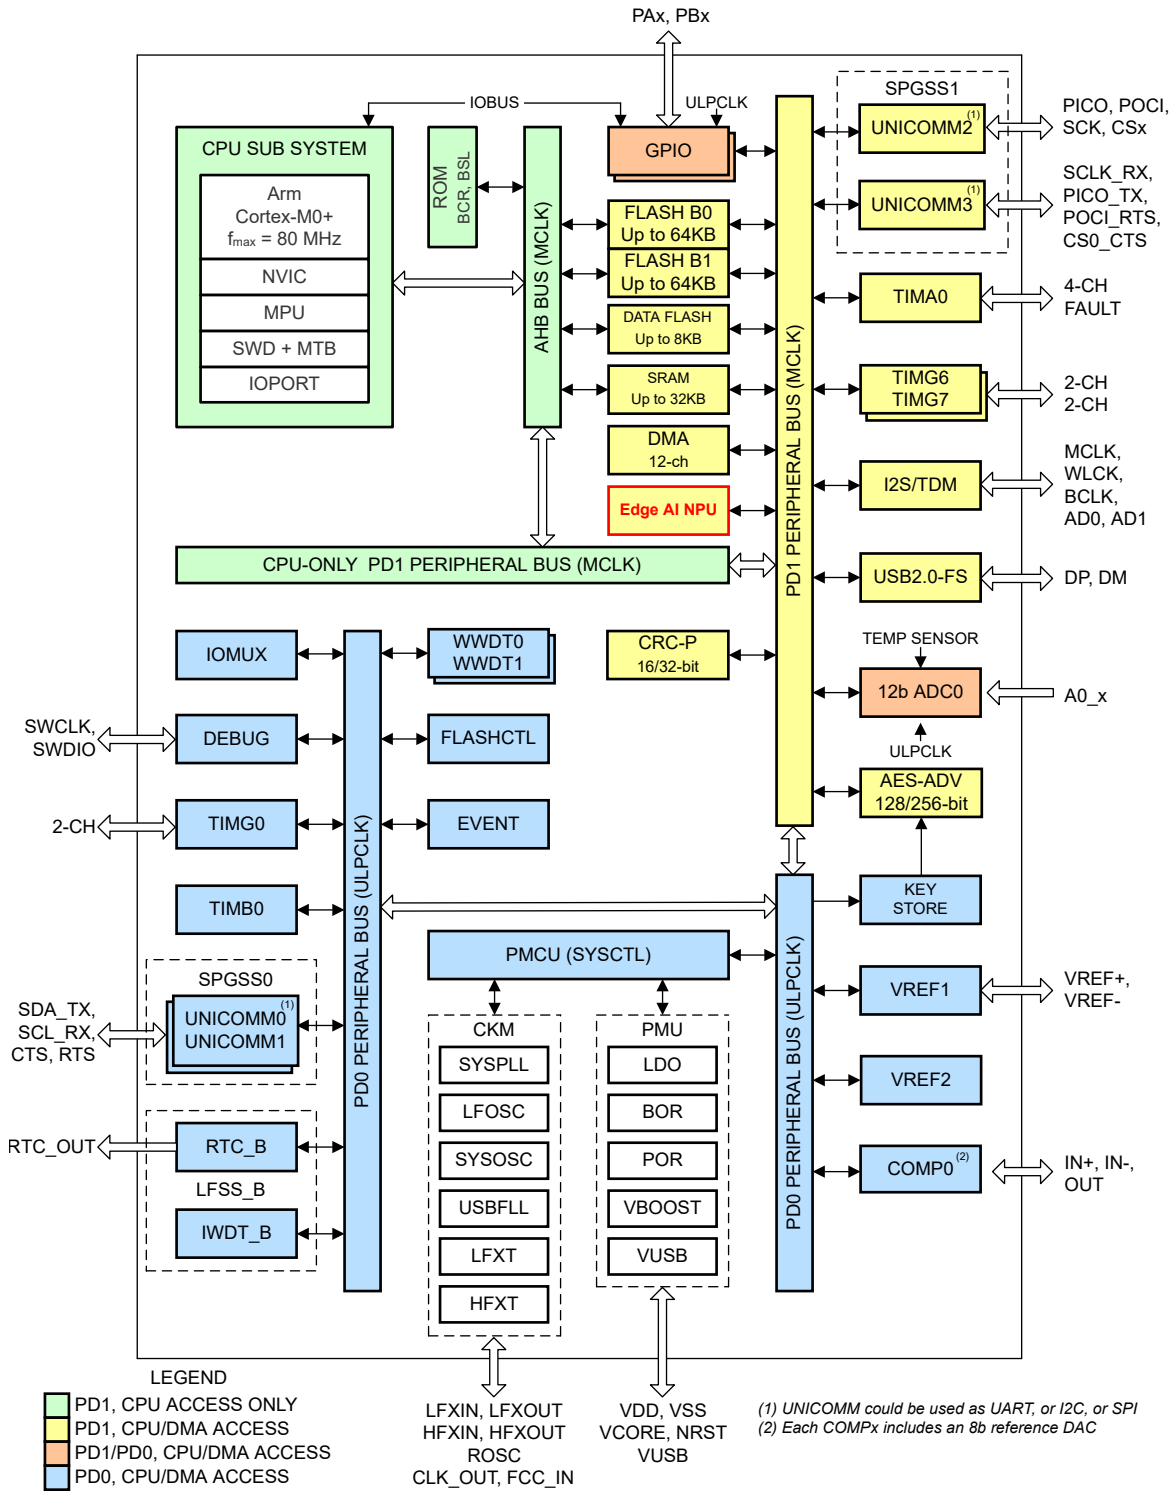 PAx, PBx
IOBUS
ULPCLK
CPU SUB SYSTEM
Arm
Cortex-M0+
fmax = 80 MHz
NVIC
MPU
SWD + MTB
IOPORT
ROM
BCR, BSL
AHB BUS (MCLK)
GPIO
FLASH B0
Up to 64KB
FLASH B1
Up to 64KB
DATA FLASH
Up to 8KB
SRAM
Up to 32KB
DMA
12-ch
Edge AI NPU
CPU-ONLY PD1 PERIPHERAL BUS (MCLK)
PD1 PERIPHERAL BUS (MCLK)
SPGSS1
UNICOMM2 (1)
PICO, POCI,
SCK, CSx
UNICOMM3 (1)
SCLK_RX,
PICO_TX,
POCI_RTS,
CS0_CTS
TIMA0
4-CH
FAULT
TIMG6
TIMG7
2-CH
2-CH
I2S/TDM
MCLK,
WLCK,
BCLK,
AD0, AD1
USB2.0-FS
DP, DM
CRC-P
16/32-bit
TEMP SENSOR
12b ADC0
A0_x
ULPCLK
AES-ADV
128/256-bit
KEY
STORE
IOMUX
WWDT0
WWDT1
SWCLK,
SWDIO
DEBUG
FLASHCTL
2-CH
TIMG0
EVENT
TIMB0
PD0 PERIPHERAL BUS (ULPCLK)
SPGSS0
SDA_TX,
SCL_RX,
CTS, RTS
UNICOMM0 (1)
UNICOMM1
RTC_OUT
RTC_B
LFSS_B
IWDT_B
PMCU (SYSCTL)
CKM
SYSPLL
LFOSC
SYSOSC
USBFLL
LFXT
HFXT
PMU
LDO
BOR
POR
VBOOST
VUSB
PD0 PERIPHERAL BUS (ULPCLK)
VREF1
VREF+,
VREF-
VREF2
COMP0 (2)
IN+, IN-,
OUT
LEGEND
PD1, CPU ACCESS ONLY
PD1, CPU/DMA ACCESS
PD1/PD0, CPU/DMA ACCESS
PD0, CPU/DMA ACCESS
LFXIN, LFXOUT
HFXIN, HFXOUT
ROSC
CLK_OUT, FCC_IN
VDD, VSS
VCORE, NRST
VUSB
(1) UNICOMM could be used as UART, or I2C, or SPI
(2) Each COMPx includes an 8b reference DAC